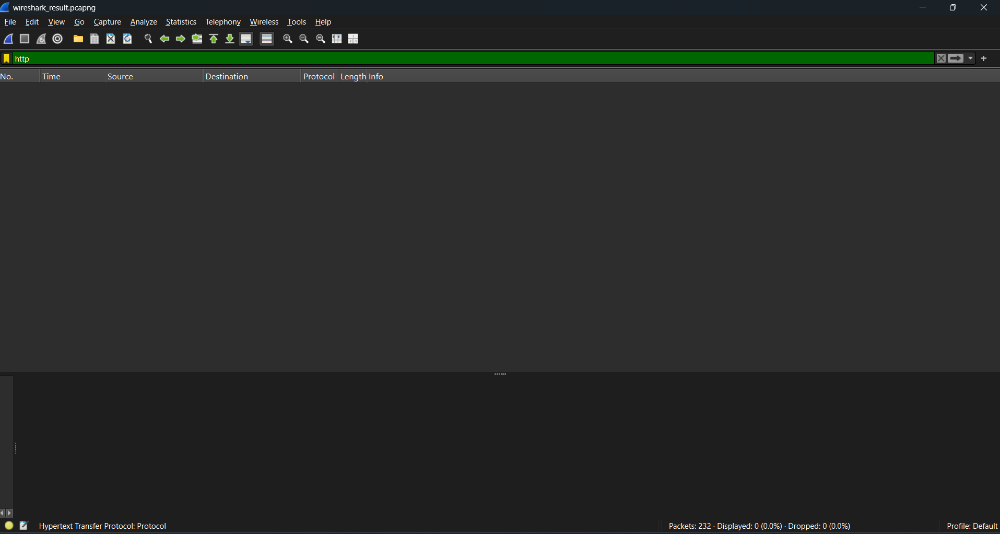 wireshark_result.pcapng
File Edit View Go Capture Analyze Statistics Telephony Wireless Tools Help
http
No. Time Source Destination Protocol Length Info
Hypertext Transfer Protocol: Protocol Packets: 232 · Displayed: 0 (0.0%) · Dropped: 0 (0.0%) Profile: Default